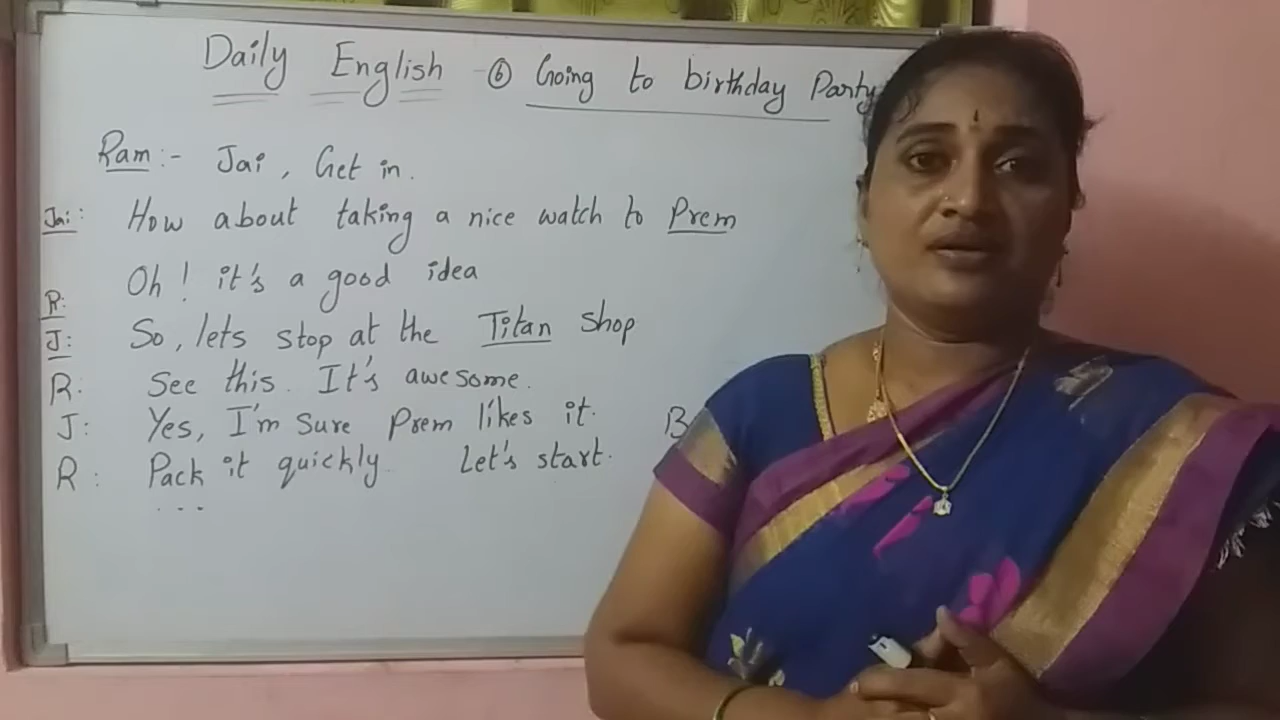 Daily English ⑥ Going to birthday Party
Ram:- Jai, Get in.
Jai: How about taking a nice watch to Prem
R: Oh! it's a good idea
J: So, lets stop at the Titan shop
R: See this. It's awesome.
J: Yes, I'm sure Prem likes it. B
R: Pack it quickly. Let's start.
...